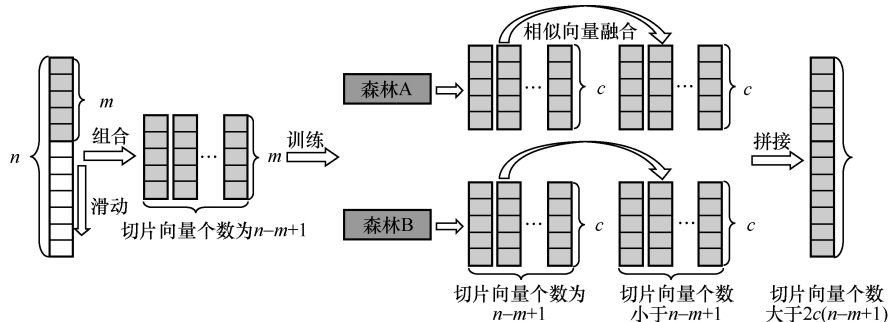 相似向量融合
m
森林A
c
c
n
组合
m
训练
拼接
滑动
切片向量个数为n–m+1
森林B
c
c
切片向量个数为
n–m+1
切片向量个数
小于n–m+1
切片向量个数
大于2c(n–m+1)